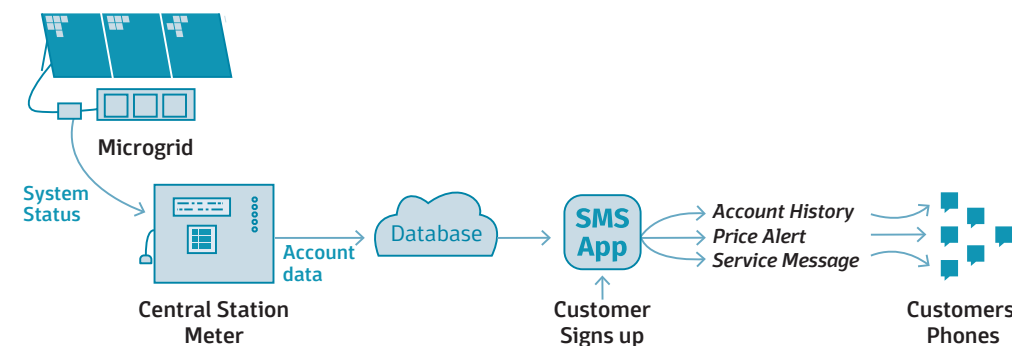 Microgrid
System
Status
Central Station
Meter
Account
data
Database
SMS
App
Customer
Signs up
Account History
Price Alert
Service Message
Customers
Phones